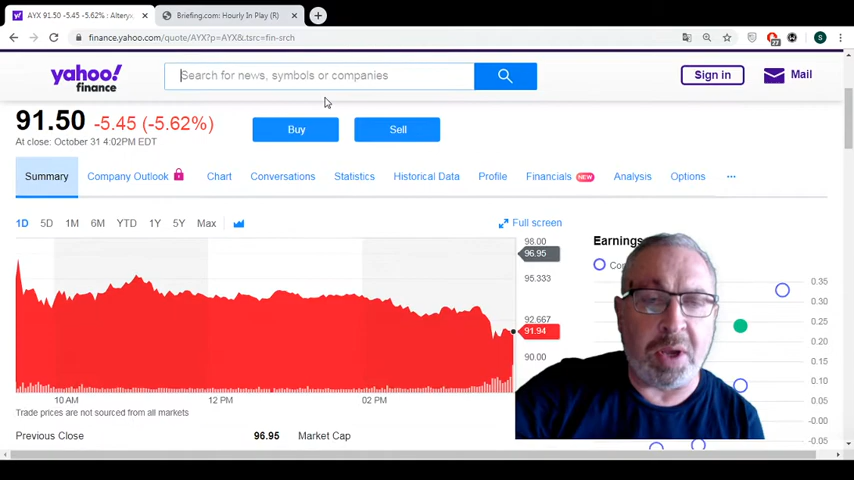 AYX 91.50 -5.45 -5.62% : Altery
Briefing.com: Hourly In Play (R)
finance.yahoo.com/quote/AYX?p=AYX&.tsrc=fin-srch
27
S
yahoo!
finance
Search for news, symbols or companies
Sign in
Mail
91.50 -5.45 (-5.62%)
At close: October 31 4:02PM EDT
Buy
Sell
Summary
Company Outlook
Chart
Conversations
Statistics
Historical Data
Profile
Financials NEW
Analysis
Options
...
1D 5D 1M 6M YTD 1Y 5Y Max
Full screen
98.00
96.95
95.333
92.667
91.94
90.00
10 AM 12 PM 02 PM
Trade prices are not sourced from all markets
Previous Close 96.95 Market Cap
Earnings
Co
0.35
0.30
0.25
0.20
0.15
0.10
0.05
-0.00
-0.05